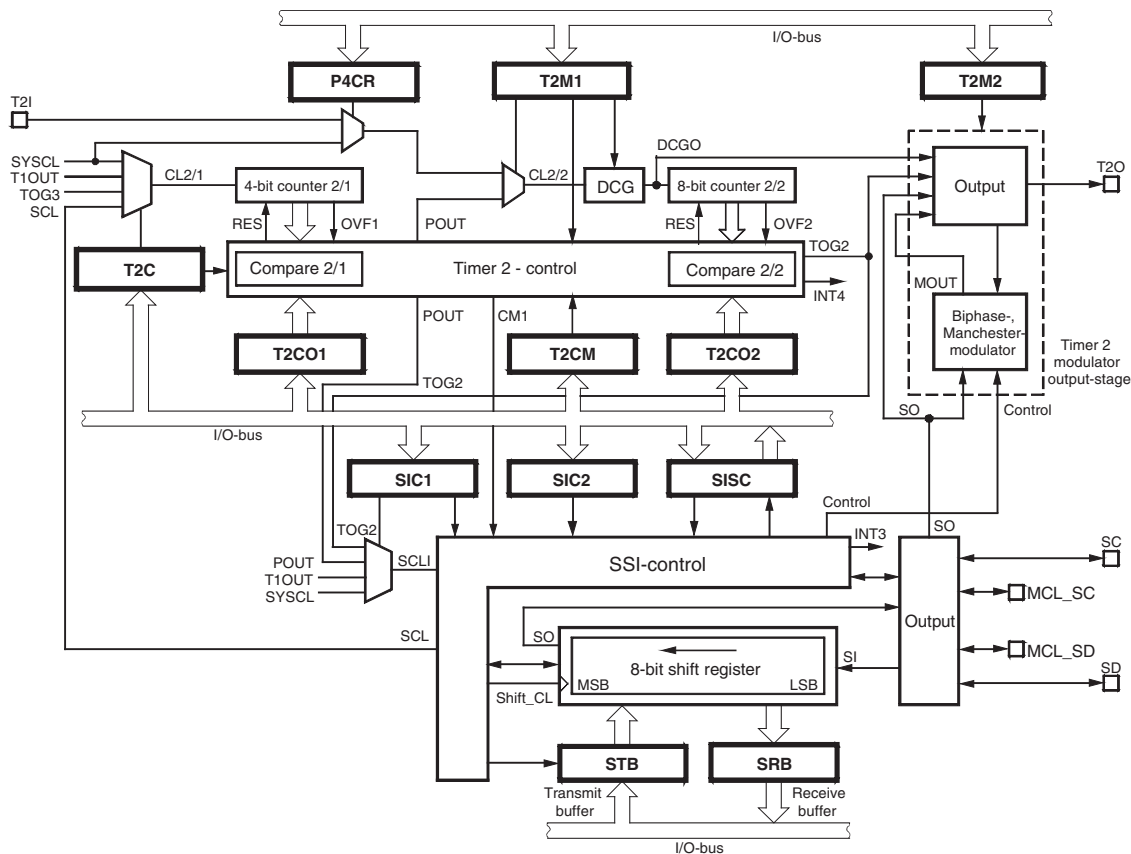 I/O-bus
P4CR
T2M1
T2M2
T2I
DCGO
SYSCL
T1OUT
TOG3
SCL
CL2/1
4-bit counter 2/1
CL2/2
DCG
8-bit counter 2/2
Output
T2O
RES
OVF1
POUT
RES
OVF2
TOG2
T2C
Compare 2/1
Timer 2 - control
Compare 2/2
INT4
MOUT
POUT
CM1
Biphase-,
Manchester-
modulator
Timer 2
modulator
output-stage
T2CO1
T2CM
T2CO2
TOG2
SO
Control
I/O-bus
SIC1
SIC2
SISC
Control
TOG2
INT3
SO
SC
POUT
T1OUT
SYSCL
SCLI
SSI-control
MCL_SC
Output
SCL
SO
8-bit shift register
MSB
LSB
SI
MCL_SD
SD
Shift_CL
STB
SRB
Transmit
buffer
Receive
buffer
I/O-bus